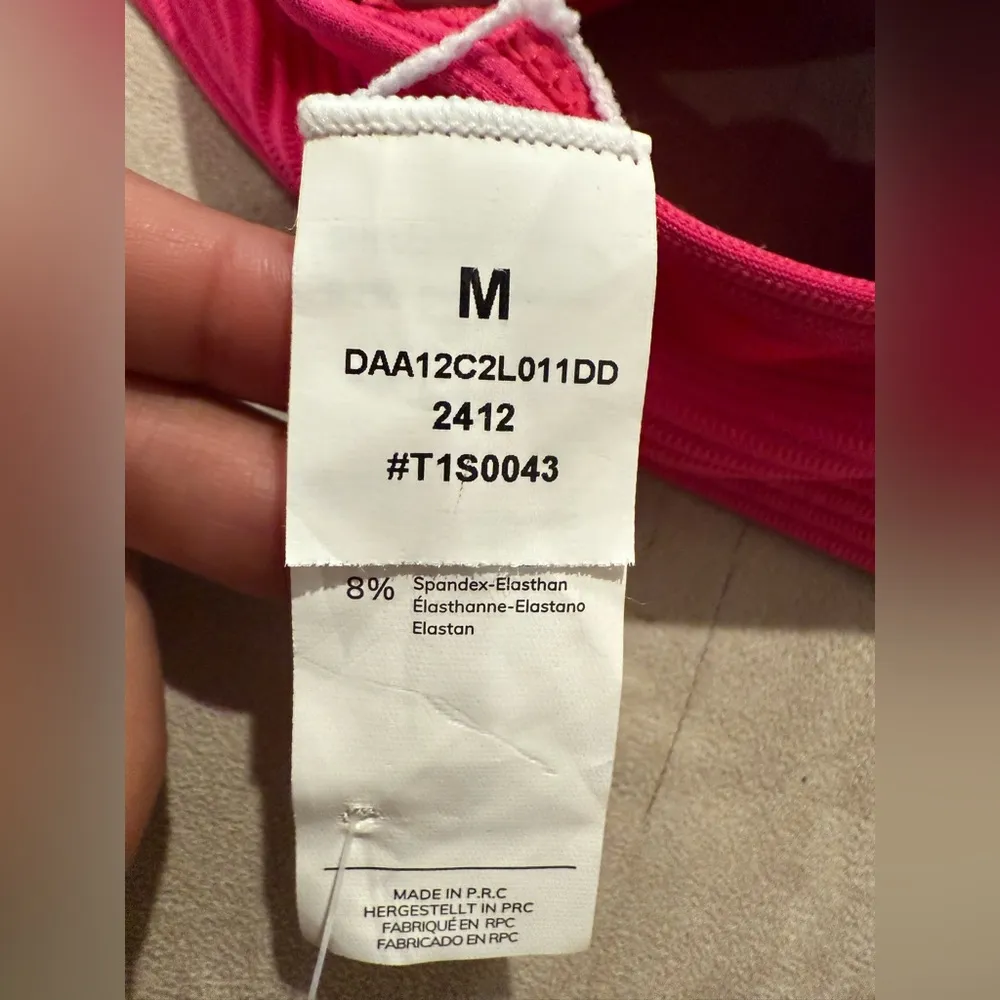 M
DAA12C2L011DD
2412
#T1S0043
8% Spandex-Elasthan
Élasthanne-Elastano
Elastan
MADE IN P.R.C
HERGESTELLT IN PRC
FABRIQUÉ EN RPC
FABRICADO EN RPC